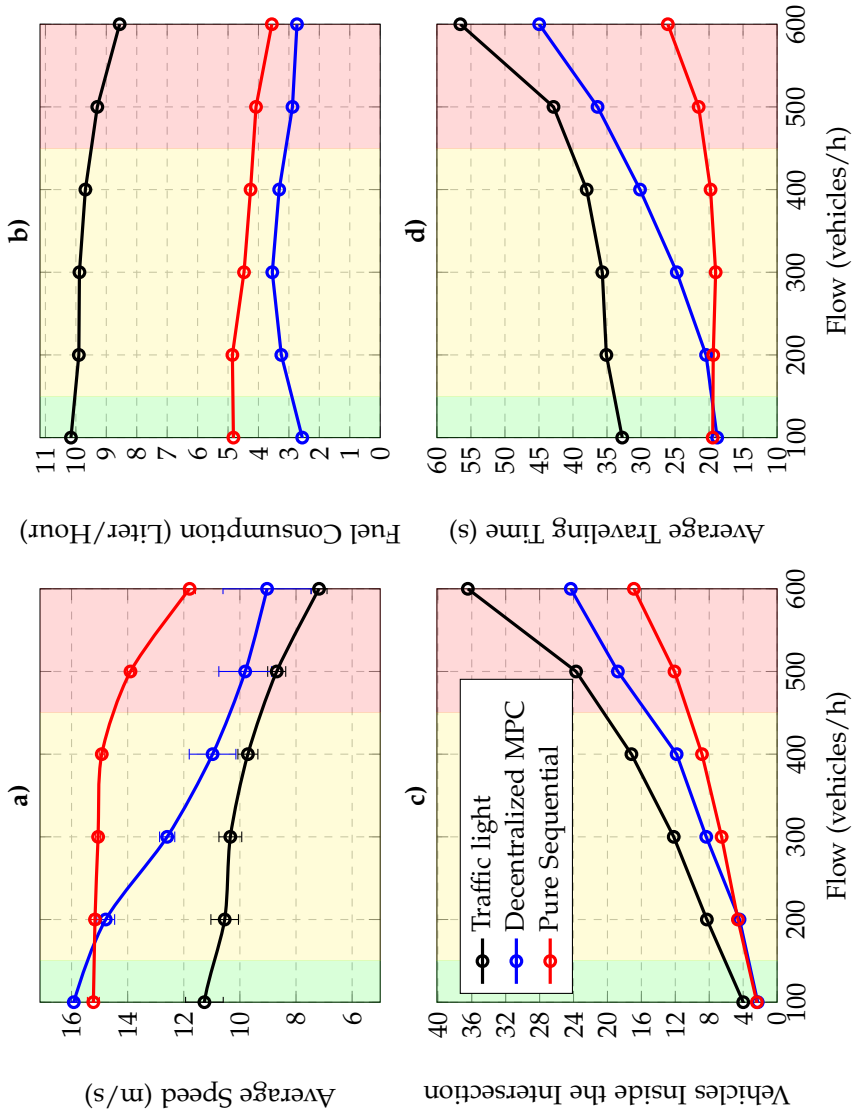 a)
Average Speed (m/s)
16
14
12
10
8
6
b)
Fuel Consumption (Liter/Hour)
11
10
9
8
7
6
5
4
3
2
1
0
c)
Vehicles Inside the Intersection
40
36
32
28
24
20
16
12
8
4
0
Traffic light
Decentralized MPC
Pure Sequential
100 200 300 400 500 600
Flow (vehicles/h)
d)
Average Traveling Time (s)
60
55
50
45
40
35
30
25
20
15
10
100 200 300 400 500 600
Flow (vehicles/h)